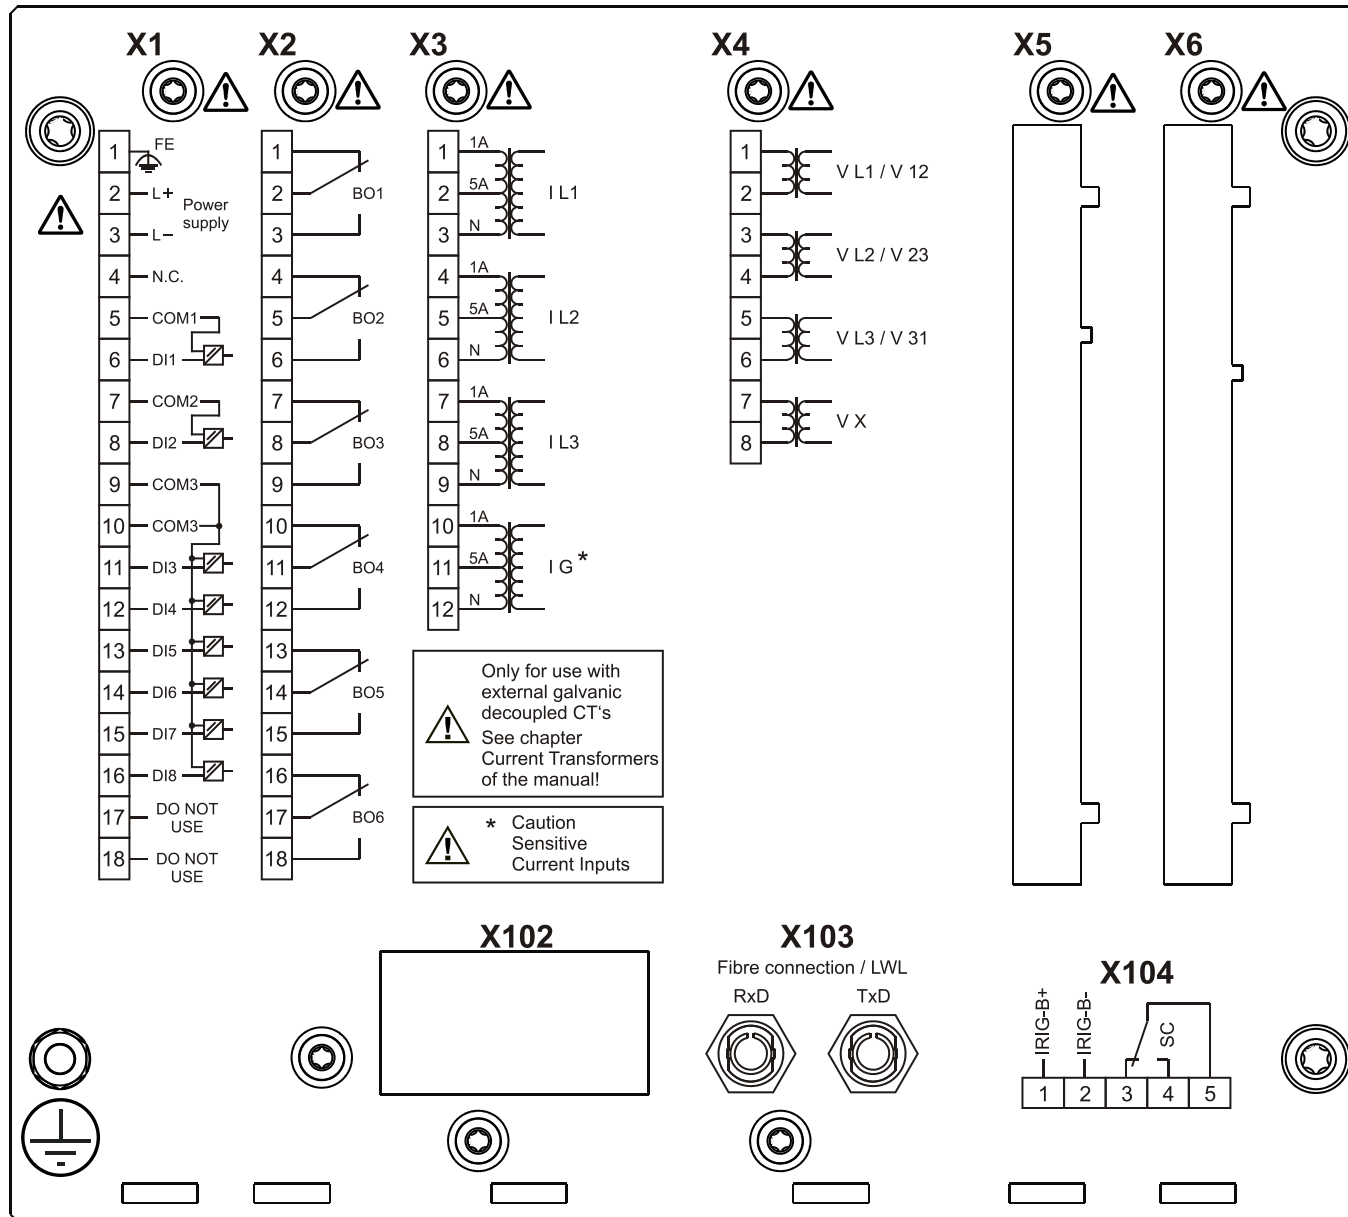 X1
X2
X3
X4
X5
X6
1 FE
2 L+
3 L–
Power
supply
4 N.C.
5 COM1
6 DI1
7 COM2
8 DI2
9 COM3
10 COM3
11 DI3
12 DI4
13 DI5
14 DI6
15 DI7
16 DI8
17 DO NOT
USE
18 DO NOT
USE
1
2 BO1
3
4
5 BO2
6
7
8 BO3
9
10
11 BO4
12
13
14 BO5
15
16
17 BO6
18
1 1A
2 5A I L1
3 N
4 1A
5 5A I L2
6 N
7 1A
8 5A I L3
9 N
10 1A
11 5A I G *
12 N
Only for use with
external galvanic
decoupled CT‘s
See chapter
Current Transformers
of the manual!
* Caution
Sensitive
Current Inputs
1
V L1 / V 12
2
3
V L2 / V 23
4
5
V L3 / V 31
6
7
V X
8
X102
X103
Fibre connection / LWL
RxD TxD
X104
IRIG-B+
IRIG-B-
SC
1 2 3 4 5